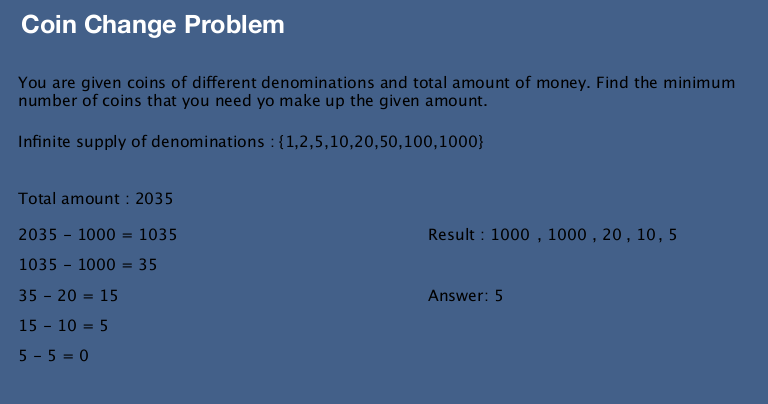 Coin Change Problem
You are given coins of different denominations and total amount of money. Find the minimum
number of coins that you need yo make up the given amount.
Infinite supply of denominations : {1,2,5,10,20,50,100,1000}
Total amount : 2035
2035 – 1000 = 1035
Result : 1000 , 1000 , 20 , 10, 5
1035 – 1000 = 35
35 – 20 = 15
Answer: 5
15 – 10 = 5
5 – 5 = 0